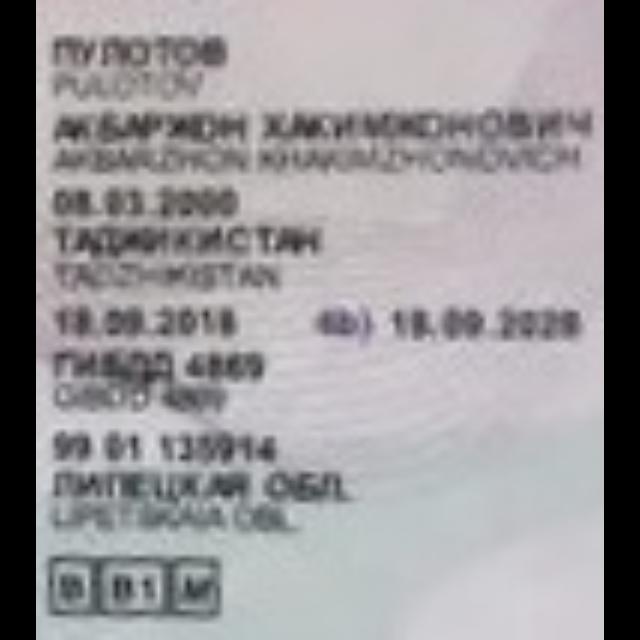 ПУЛОТОВ
PULOTOV
АКБАРЖОН ХАКИМЖОНОВИЧ
AKBARZHON KHAKIMZHONOVICH
08.03.2000
ТАДЖИКИСТАН
TADZHIKISTAN
18.09.2018 4b) 18.09.2028
ГИБДД 4869
GIBDD 4869
99 01 135914
ЛИПЕЦКАЯ ОБЛ.
LIPETSKAIA OBL.
B B1 M